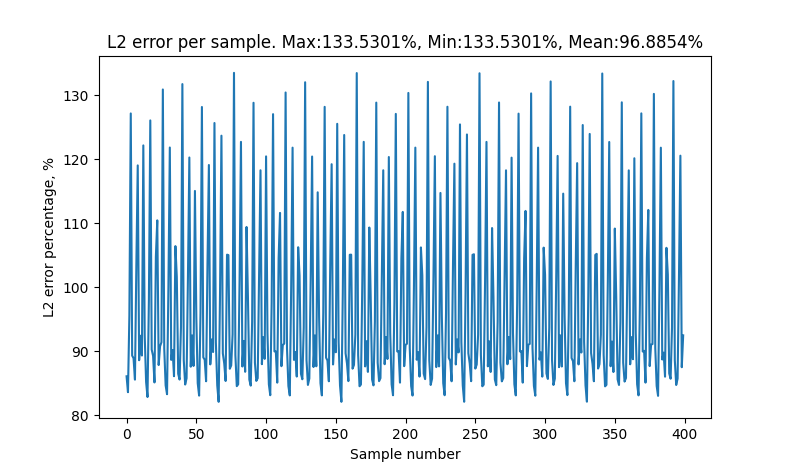 L2 error per sample. Max:133.5301%, Min:133.5301%, Mean:96.8854%
130
120
110
100
90
80
L2 error percentage, %
0 50 100 150 200 250 300 350 400
Sample number